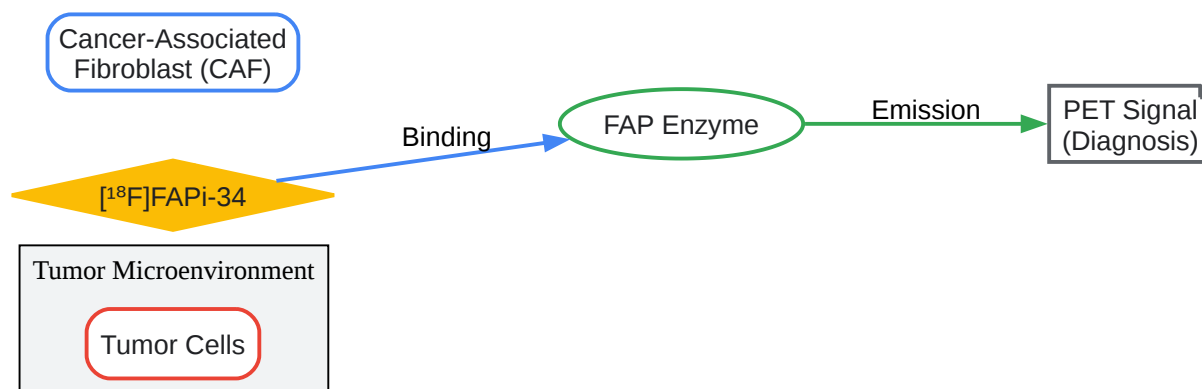 Cancer-Associated
Fibroblast (CAF)
Binding
FAP Enzyme
Emission
PET Signal
(Diagnosis)
[¹⁸F]FAPi-34
Tumor Microenvironment
Tumor Cells